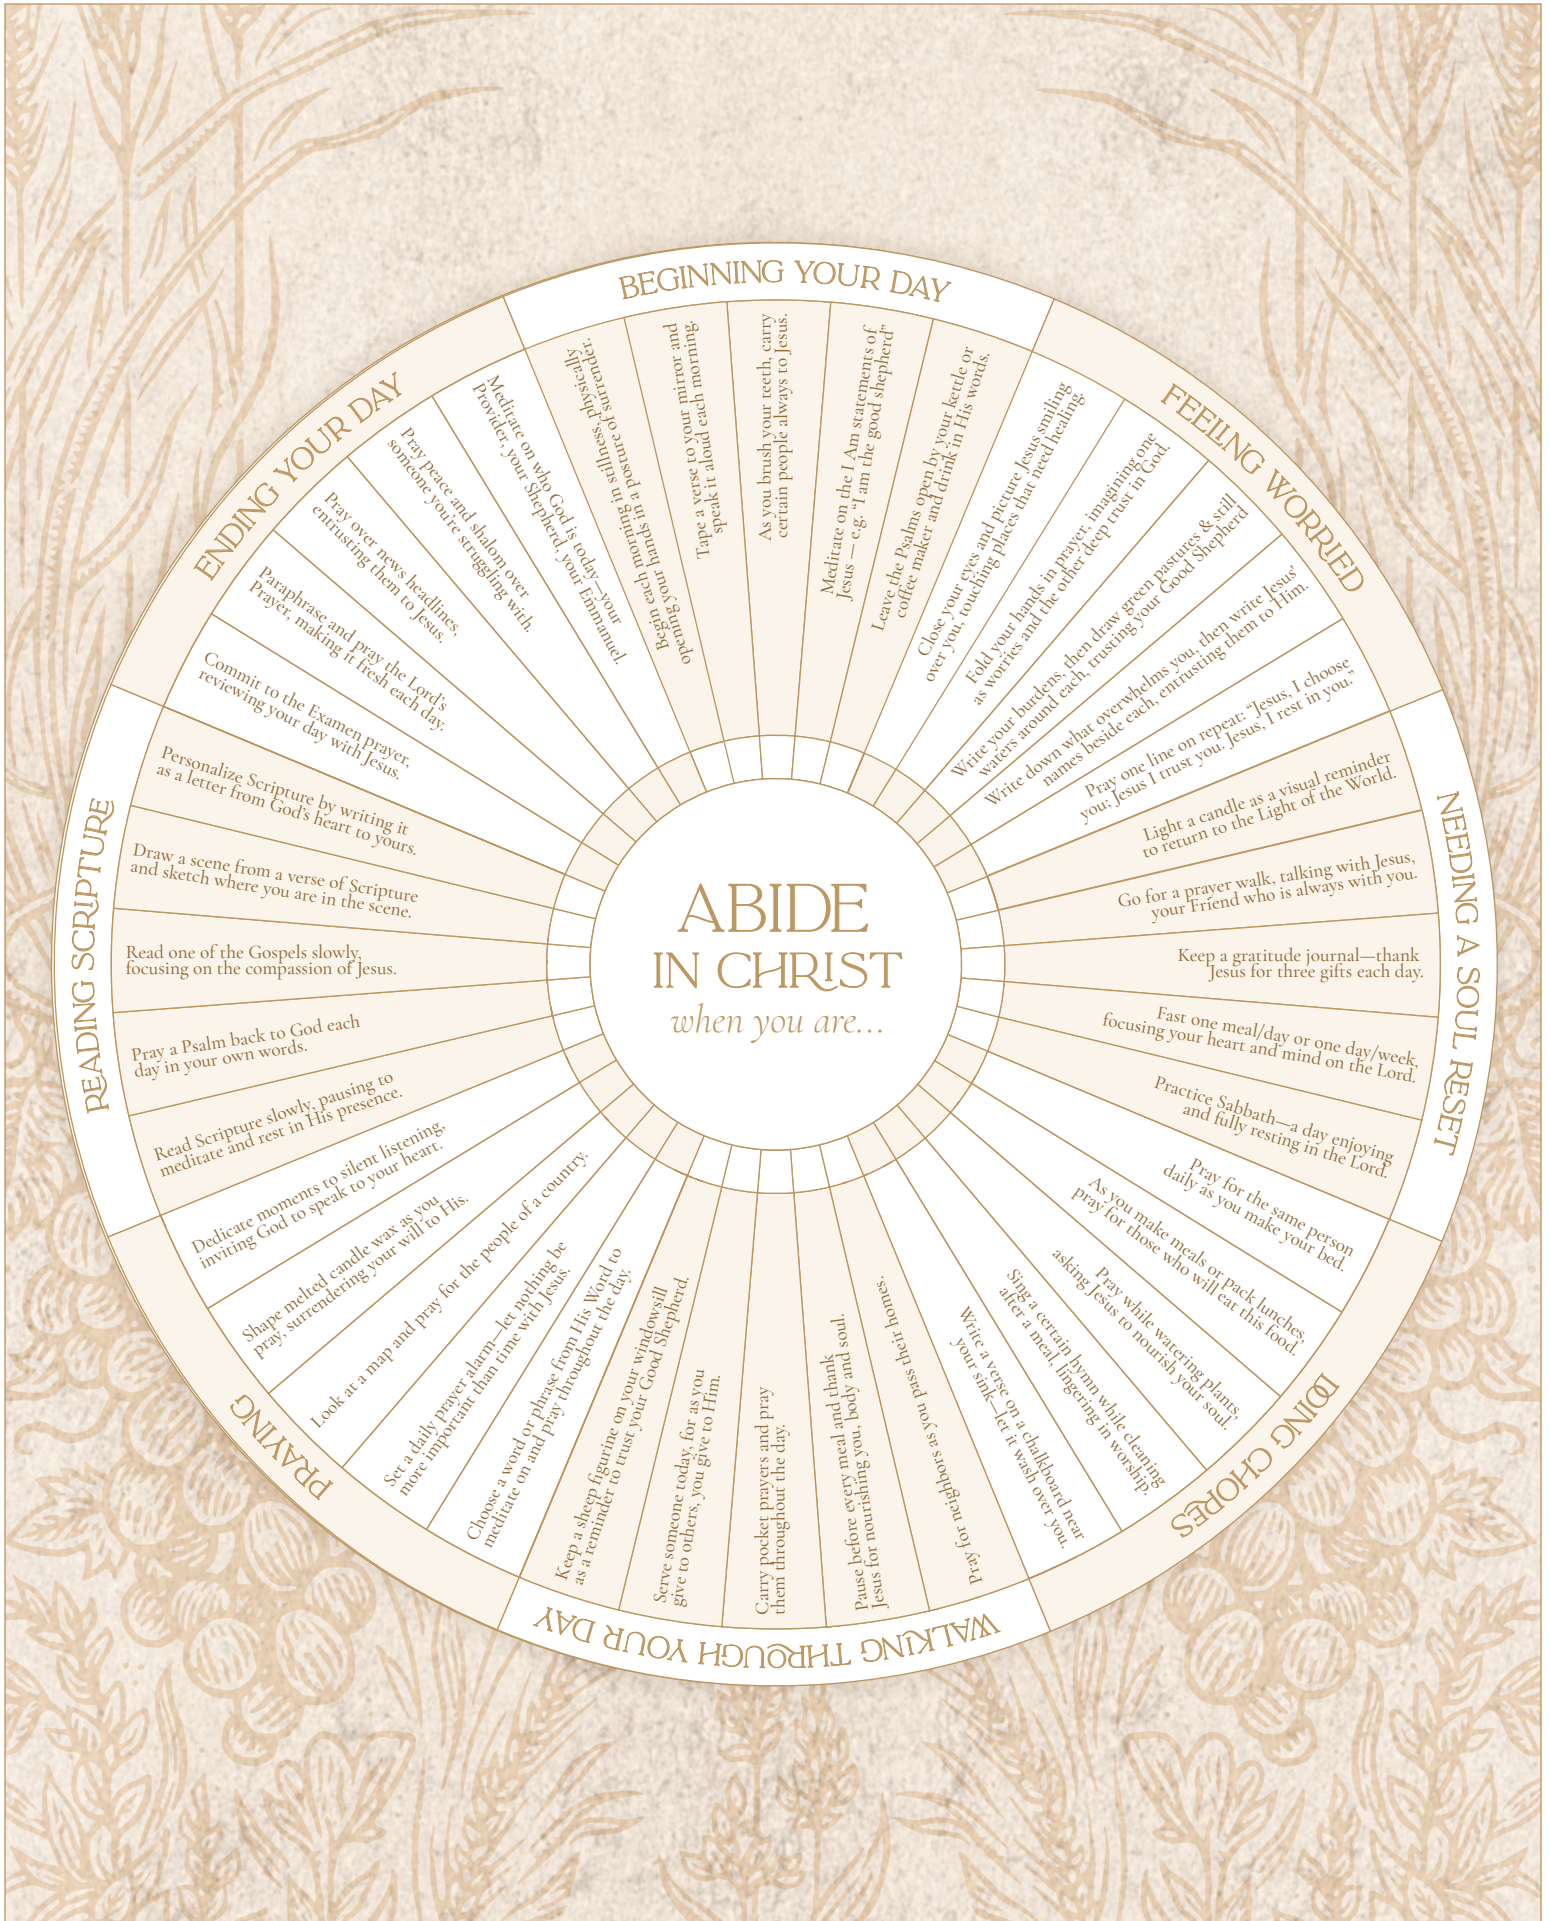 ABIDE
IN CHRIST
when you are...
BEGINNING YOUR DAY
Begin each morning in stillness, physically
opening your hands in a posture of surrender.
Tape a verse to your mirror and
speak it aloud each morning.
As you brush your teeth, carry
certain people always to Jesus.
Meditate on the I Am statements of
Jesus — e.g. “I am the good shepherd”
Leave the Psalms open by your kettle or
coffee maker and drink in His words.
FEELING WORRIED
Close your eyes and picture Jesus smiling
over you, touching places that need healing.
Fold your hands in prayer, imagining one
as worries and the other deep trust in God.
Write your burdens, then draw green pastures & still
waters around each, trusting your Good Shepherd
Write down what overwhelms you, then write Jesus'
names beside each, entrusting them to Him.
Pray one line on repeat: “Jesus, I choose
you; Jesus I trust you. Jesus, I rest in you.”
NEEDING A SOUL RESET
Light a candle as a visual reminder
to return to the Light of the World.
Go for a prayer walk, talking with Jesus,
your Friend who is always with you.
Keep a gratitude journal—thank
Jesus for three gifts each day.
Fast one meal/day or one day/week,
focusing your heart and mind on the Lord.
Practice Sabbath—a day enjoying
and fully resting in the Lord.
DOING CHORES
Pray for the same person
daily as you make your bed.
As you make meals or pack lunches,
pray for those who will eat this food.
Pray while watering plants,
asking Jesus to nourish your soul.
Sing a certain hymn while cleaning
after a meal, lingering in worship.
Write a verse on a chalkboard near
your sink—let it wash over you.
WALKING THROUGH YOUR DAY
Pray for neighbors as you pass their homes.
Pause before every meal and thank
Jesus for nourishing you, body and soul.
Carry pocket prayers and pray
them throughout the day.
Serve someone today, for as you
give to others, you give to Him.
Keep a sheep figurine on your windowsill
as a reminder to trust your Good Shepherd.
PRAYING
Choose a word or phrase from His Word to
meditate on and pray throughout the day.
Set a daily prayer alarm—let nothing be
more important than time with Jesus.
Look at a map and pray for the people of a country.
Shape melted candle wax as you
pray, surrendering your will to His.
Dedicate moments to silent listening,
inviting God to speak to your heart.
READING SCRIPTURE
Read Scripture slowly, pausing to
meditate and rest in His presence.
Pray a Psalm back to God each
day in your own words.
Read one of the Gospels slowly,
focusing on the compassion of Jesus.
Draw a scene from a verse of Scripture
and sketch where you are in the scene.
Personalize Scripture by writing it
as a letter from God's heart to yours.
ENDING YOUR DAY
Commit to the Examen prayer,
reviewing your day with Jesus.
Paraphrase and pray the Lord's
Prayer, making it fresh each day.
Pray over news headlines,
entrusting them to Jesus.
Pray peace and shalom over
someone you're struggling with.
Meditate on who God is today—your
Provider, your Shepherd, your Emmanuel.